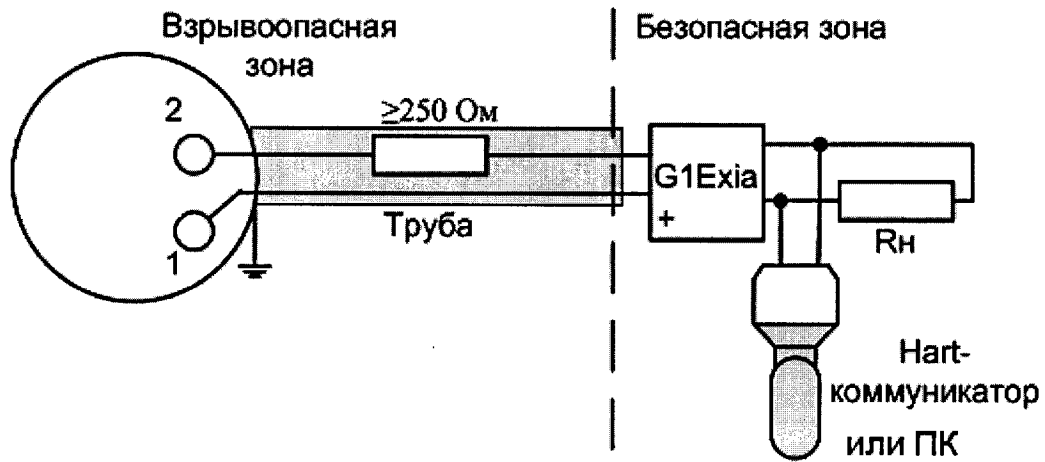 Взрывоопасная
зона
Безопасная зона
≥250 Ом
2
1
Труба
G1Exia
+
Rн
Hart-
коммуникатор
или ПК